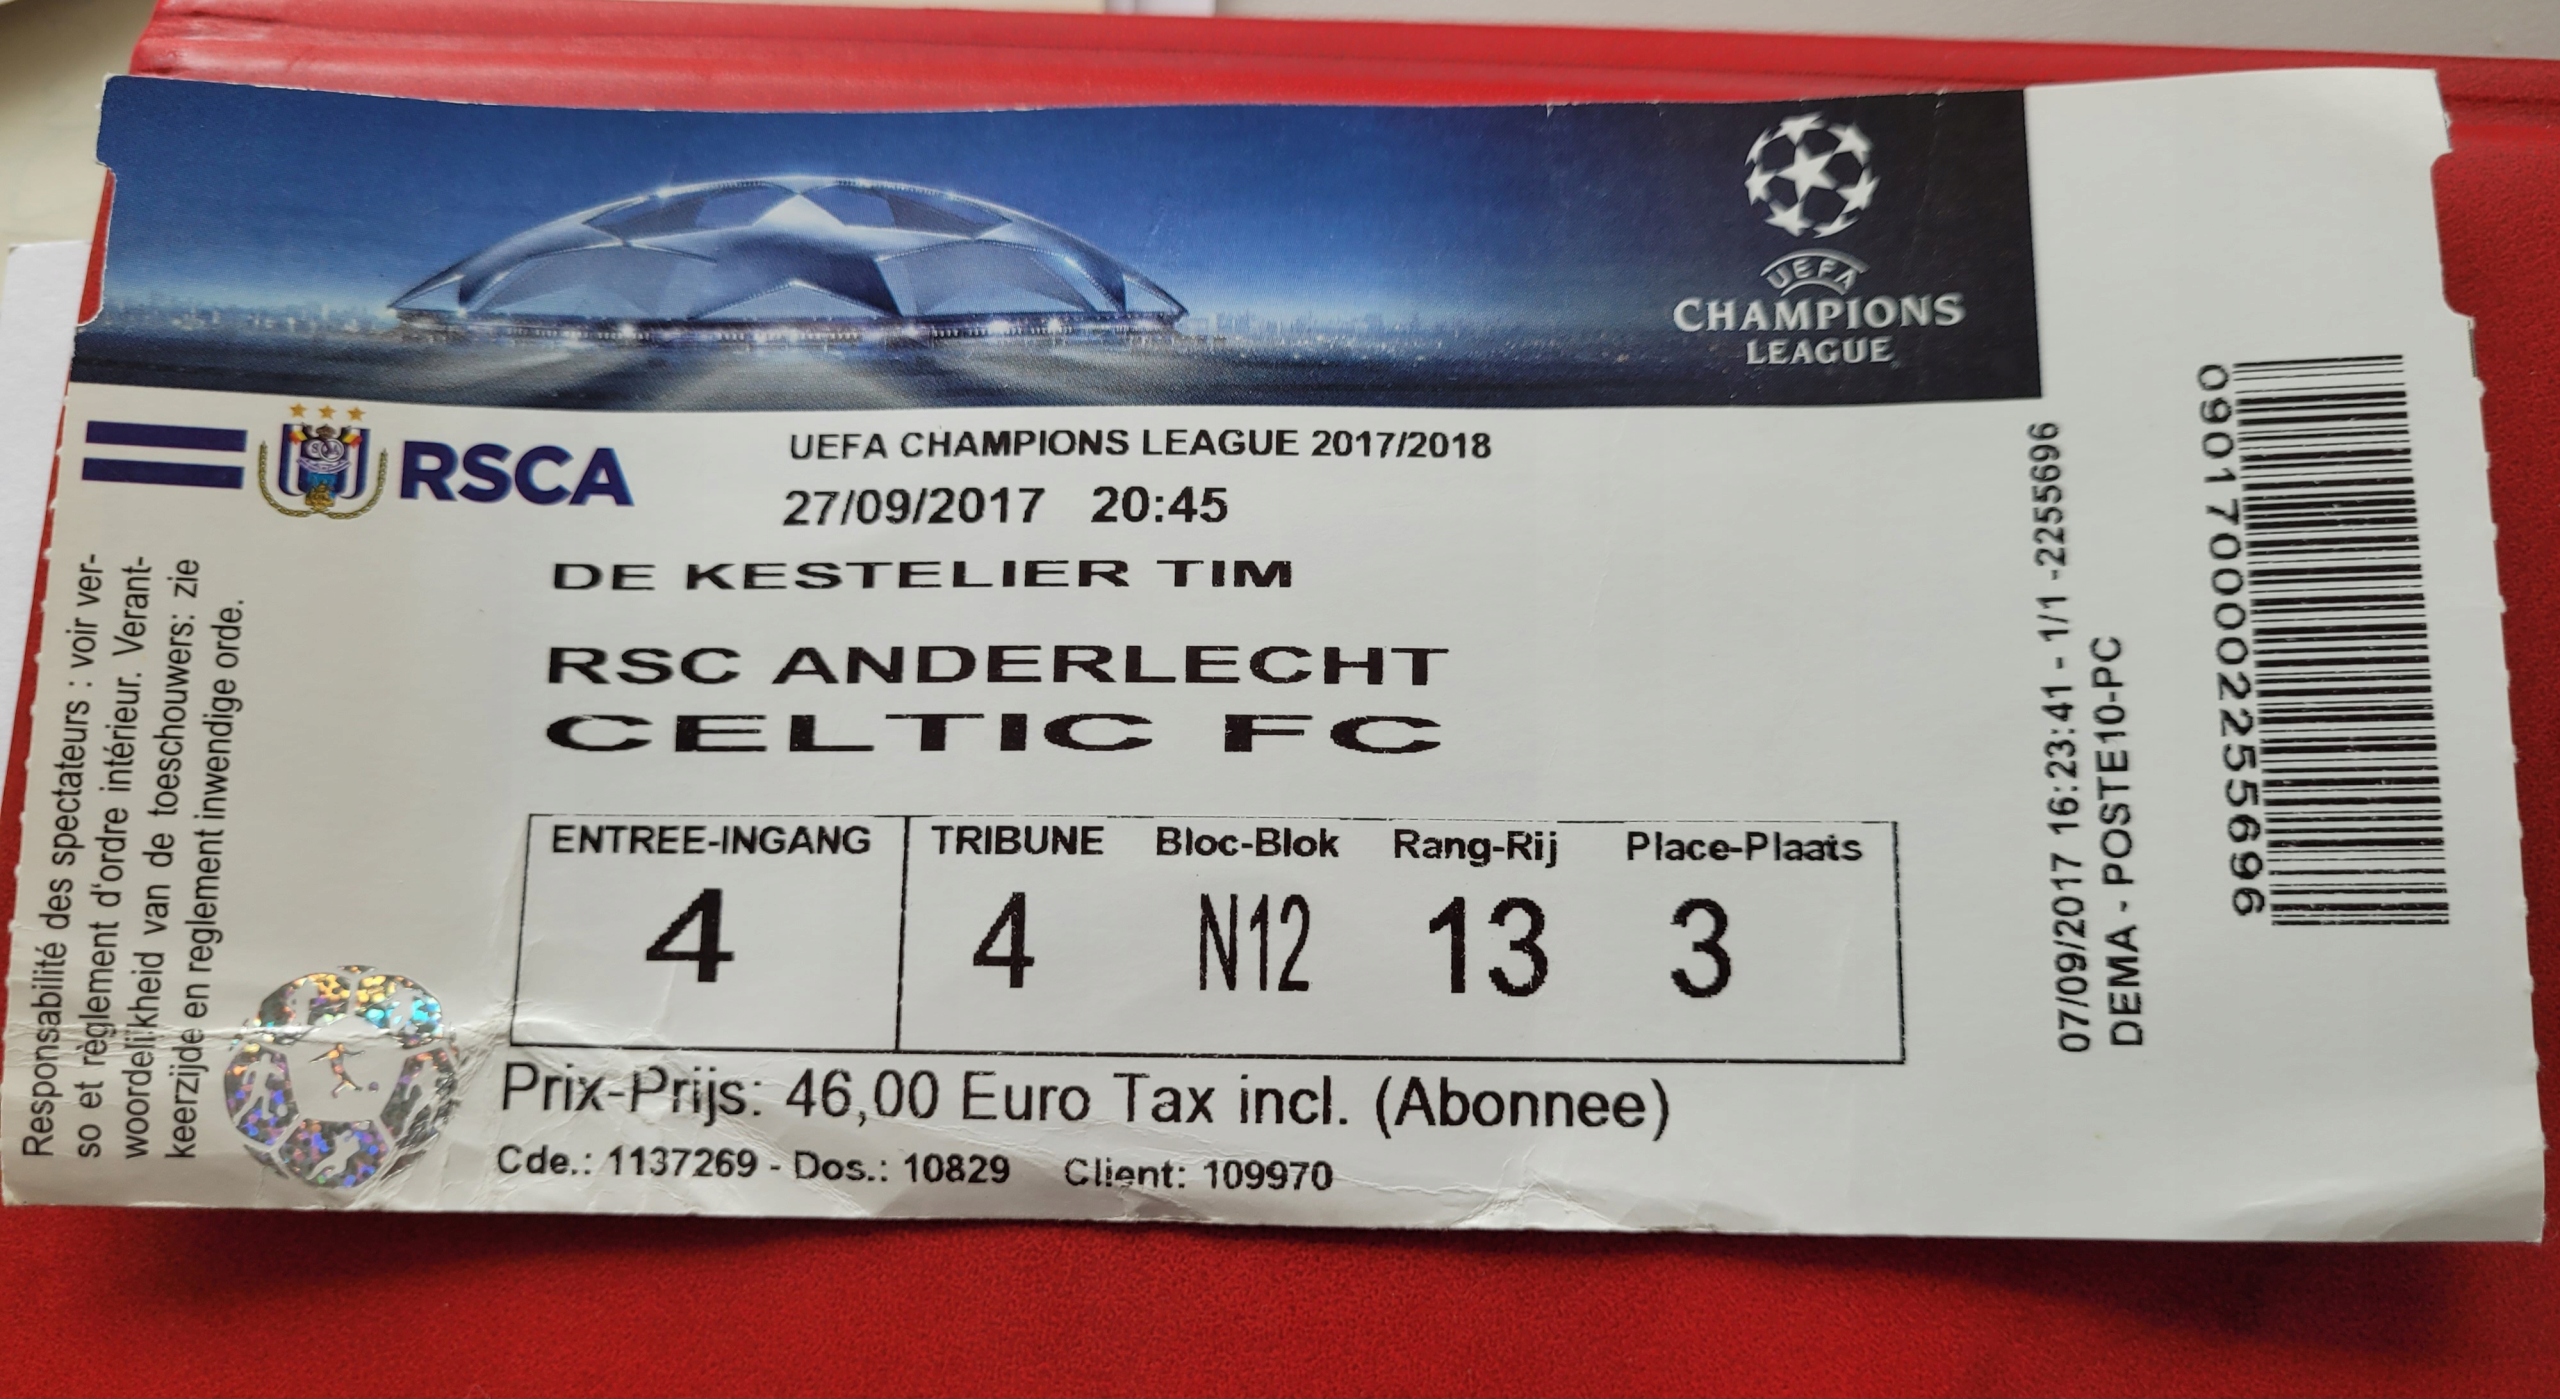 UEFA
CHAMPIONS
LEAGUE
RSCA
UEFA CHAMPIONS LEAGUE 2017/2018
27/09/2017 20:45
DE KESTELIER TIM
RSC ANDERLECHT
CELTIC FC
ENTREE-INGANG TRIBUNE Bloc-Blok Rang-Rij Place-Plaats
4 4 N12 13 3
Prix-Prijs: 46,00 Euro Tax incl. (Abonnee)
Cde.: 1137269 - Dos.: 10829 Client: 109970
Responsabilité des spectateurs : voir ver-
so et règlement d'ordre intérieur. Verant-
woordelijkheid van de toeschouwers: zie
keerzijde en reglement inwendige orde.
07/09/2017 16:23:41 - 1/1 -2255696
DEMA - POSTE10-PC
0901700002255696